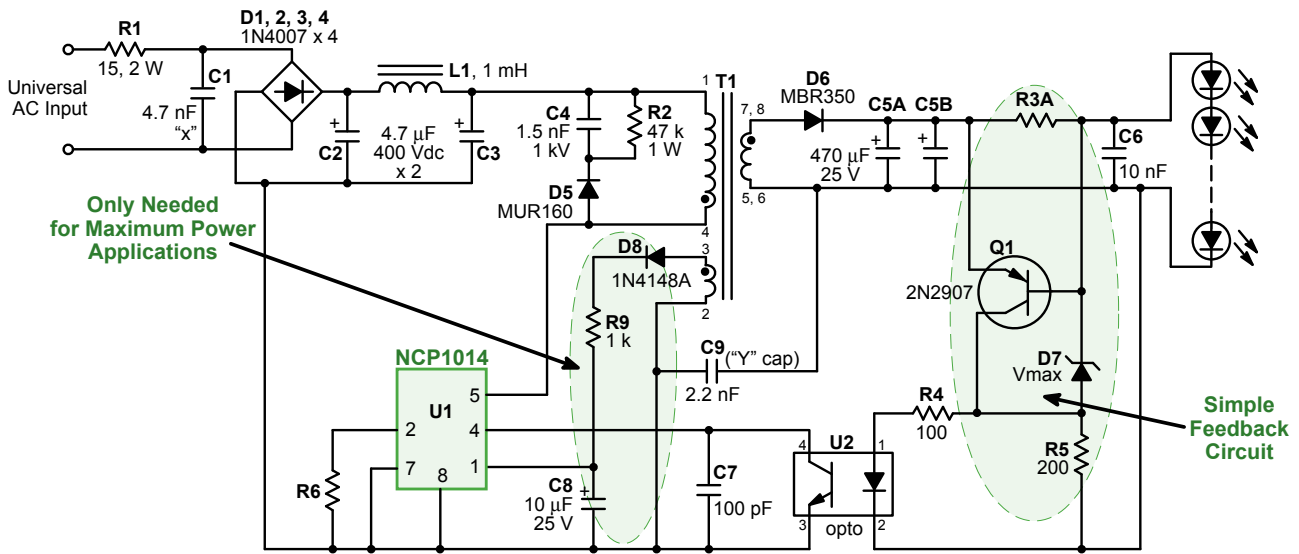 D1, 2, 3, 4
1N4007 x 4
R1
15, 2 W
Universal
AC Input
C1
4.7 nF
“x”
L1, 1 mH
+
C2
4.7 µF
400 Vdc
x 2
+
C3
C4
1.5 nF
1 kV
R2
47 k
1 W
D5
MUR160
1
T1
4
3
2
7, 8
5, 6
D6
MBR350
C5A
C5B
+
+
470 µF
25 V
R3A
C6
10 nF
Only Needed
for Maximum Power
Applications
D8
1N4148A
R9
1 k
C9
(“Y” cap)
2.2 nF
Q1
2N2907
D7
Vmax
Simple
Feedback
Circuit
NCP1014
U1
5
2
4
7
1
8
R6
C8
+
10 µF
25 V
C7
100 pF
U2
4
1
3
2
opto
R4
100
R5
200